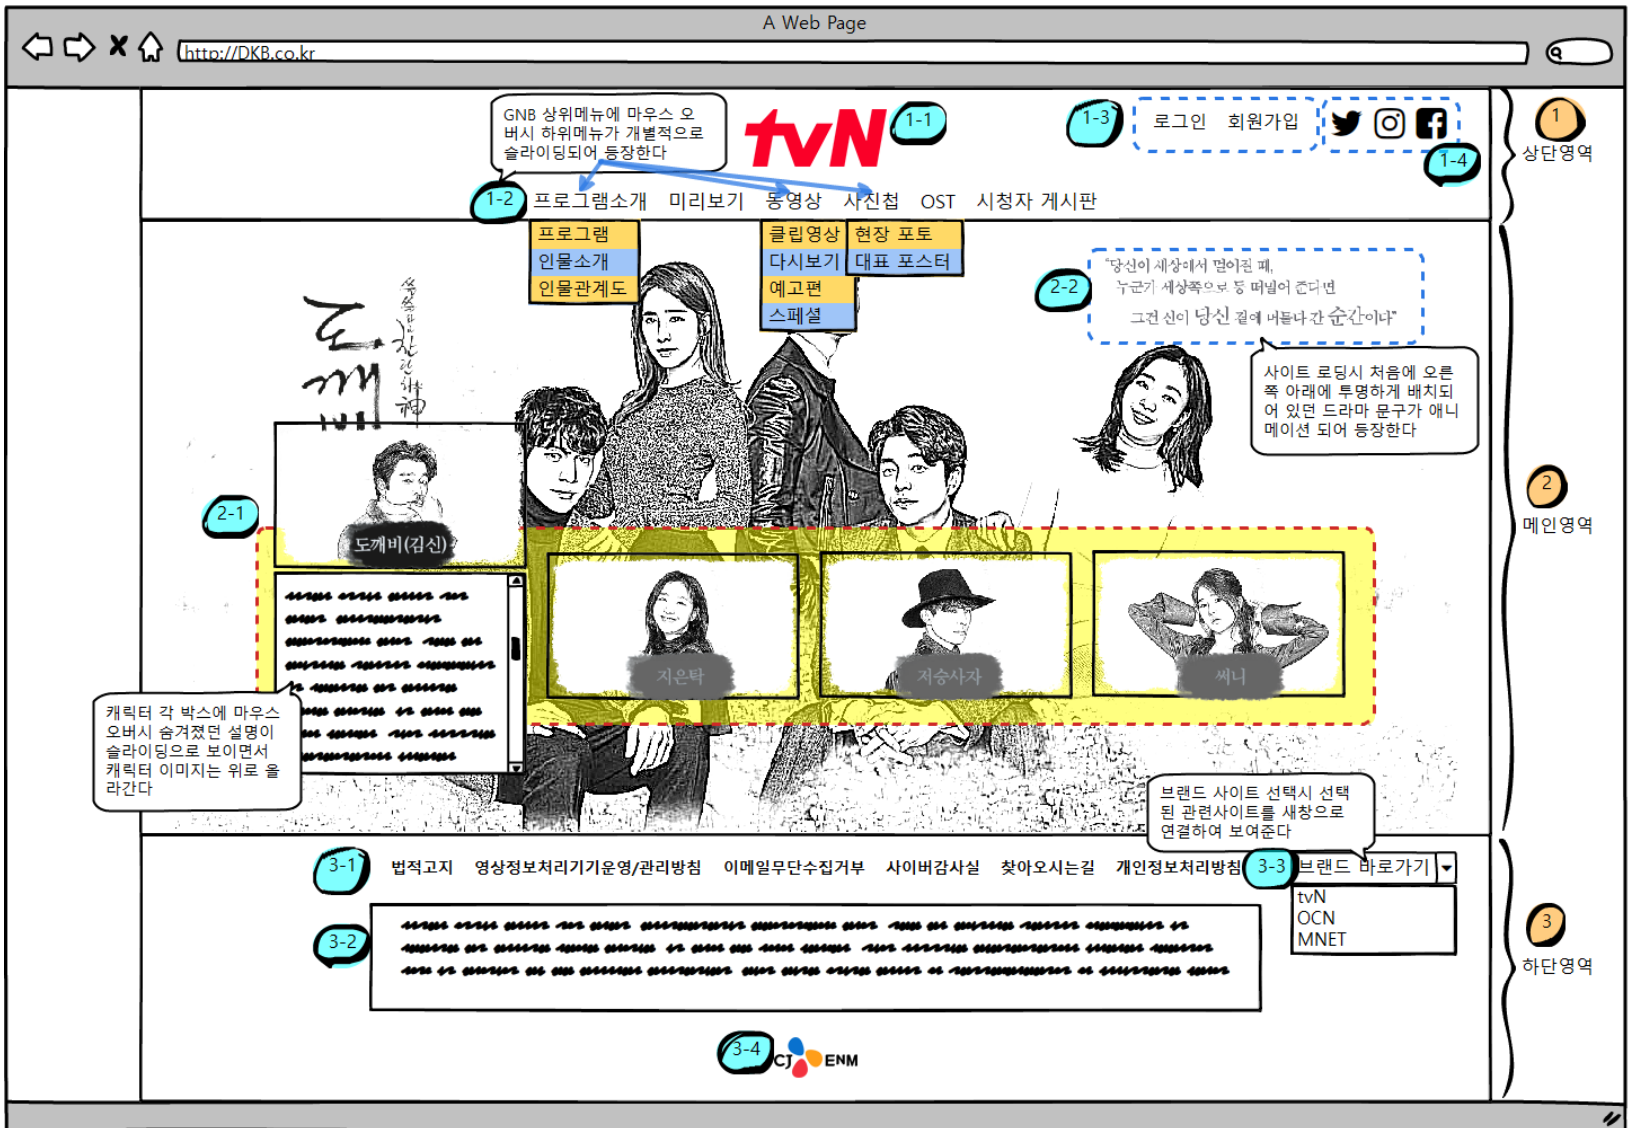 A Web Page
http://DKB.co.kr
GNB 상위메뉴에 마우스 오
버시 하위메뉴가 개별적으로
슬라이딩되어 등장한다
tvN
1-1
1-3
로그인 회원가입
1-4
1
상단영역
1-2
프로그램소개 미리보기 동영상 사진첩 OST 시청자 게시판
프로그램
인물소개
인물관계도
클립영상
다시보기
예고편
스페셜
현장 포토
대표 포스터
도깨비
쓸쓸하고 찬란하神
2-2
"당신이 세상에서 멀어질 때,
누군가 세상쪽으로 등 떠밀어 준다면
그건 신이 당신 곁에 머물다 간 순간이다"
사이트 로딩시 처음에 오른
쪽 아래에 투명하게 배치되
어 있던 드라마 문구가 애니
메이션 되어 등장한다
2
메인영역
2-1
도깨비(김신)
지은탁
저승사자
써니
캐릭터 각 박스에 마우스
오버시 숨겨졌던 설명이
슬라이딩으로 보이면서
캐릭터 이미지는 위로 올
라간다
브랜드 사이트 선택시 선택
된 관련사이트를 새창으로
연결하여 보여준다
3-1
법적고지 영상정보처리기기운영/관리방침 이메일무단수집거부 사이버감사실 찾아오시는길 개인정보처리방침
3-3
브랜드 바로가기
tvN
OCN
MNET
3-2
3
하단영역
3-4
CJ ENM